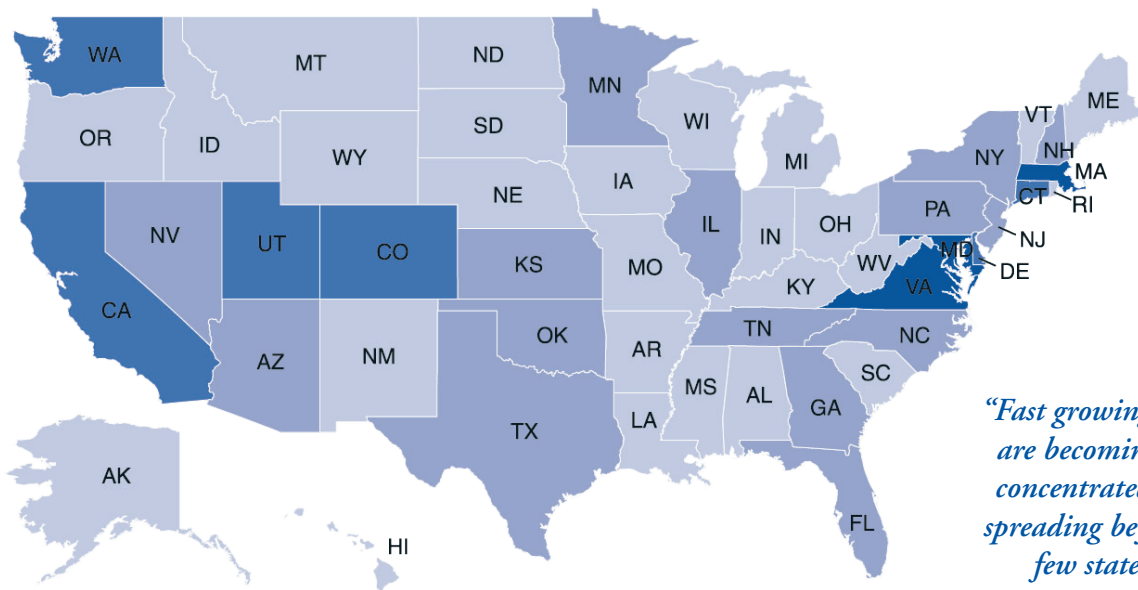 WA
MT
ND
MN
ME
VT
OR
ID
SD
WI
NY
NH
WY
MI
MA
IA
CT
RI
NE
PA
NV
UT
CO
IL
IN
OH
NJ
KS
MO
WV
MD
DE
CA
KY
VA
TN
NC
AZ
NM
OK
AR
SC
MS
AL
GA
LA
TX
AK
FL
HI
“Fast growing
are becomin
concentrated
spreading be
few state